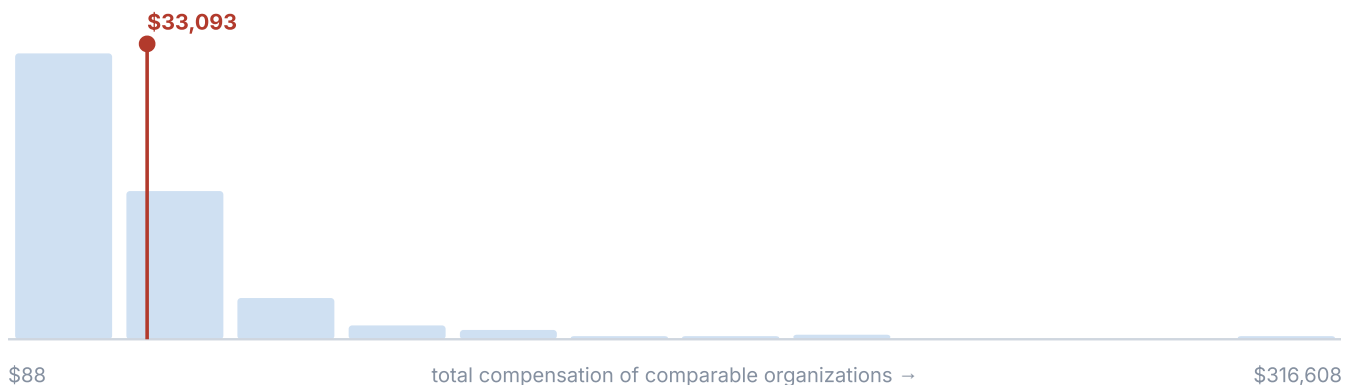 $33,093
$88 total compensation of comparable organizations → $316,608